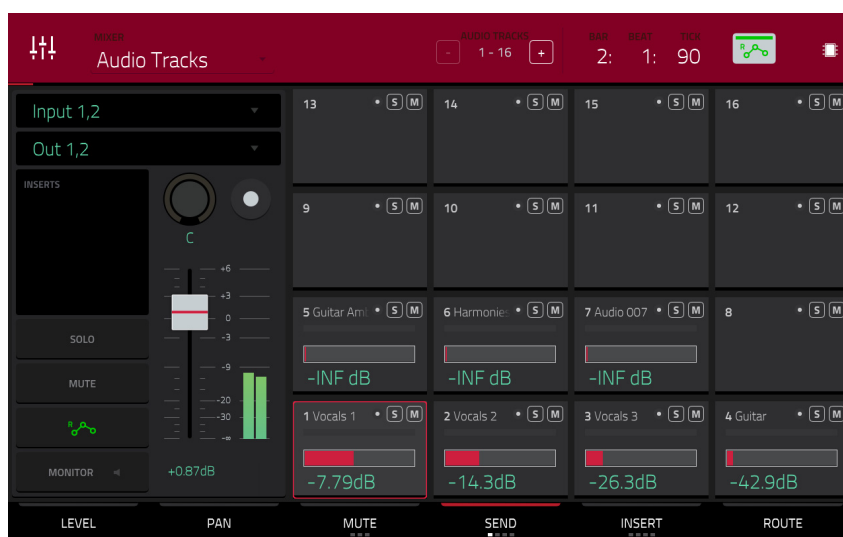 MIXER
Audio Tracks
AUDIO TRACKS
- 1 - 16 +
BAR BEAT TICK
2: 1: 90
R
Input 1,2
Out 1,2
INSERTS
C
+6
+3
0
-3
-9
-20
-30
-∞
SOLO
MUTE
R
MONITOR
+0.87dB
13 S M
14 S M
15 S M
16 S M
9 S M
10 S M
11 S M
12 S M
5 Guitar Am S M
-INF dB
6 Harmonie S M
-INF dB
7 Audio 007 S M
-INF dB
8 S M
1 Vocals 1 S M
-7.79dB
2 Vocals 2 S M
-14.3dB
3 Vocals 3 S M
-26.3dB
4 Guitar S M
-42.9dB
LEVEL PAN MUTE SEND INSERT ROUTE